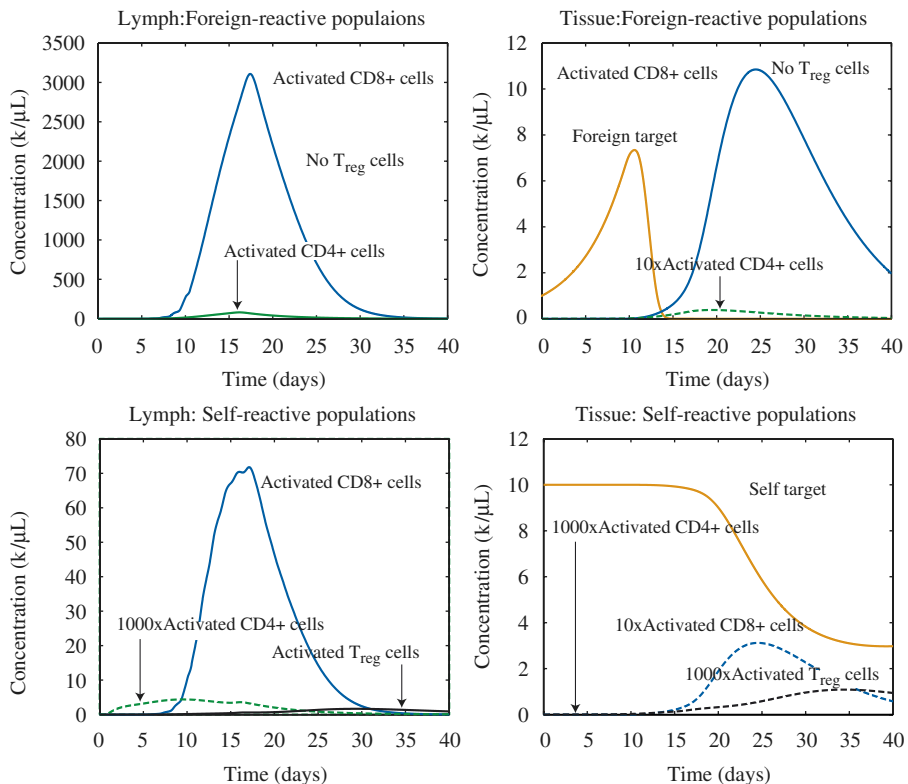 Lymph:Foreign-reactive populaions
Concentration (k/μL)
3500
3000
2500
2000
1500
1000
500
0
Activated CD8+ cells
No Treg cells
Activated CD4+ cells
0 5 10 15 20 25 30 35 40
Time (days)
Tissue:Foreign-reactive populations
Concentration (k/μL)
12
10
8
6
4
2
0
Activated CD8+ cells
No Treg cells
Foreign target
10xActivated CD4+ cells
0 5 10 15 20 25 30 35 40
Time (days)
Lymph: Self-reactive populations
Concentration (k/μL)
80
70
60
50
40
30
20
10
0
Activated CD8+ cells
1000xActivated CD4+ cells
Activated Treg cells
0 5 10 15 20 25 30 35 40
Time (days)
Tissue: Self-reactive populations
Concentration (k/μL)
12
10
8
6
4
2
0
Self target
1000xActivated CD4+ cells
10xActivated CD8+ cells
1000xActivated Treg cells
0 5 10 15 20 25 30 35 40
Time (days)